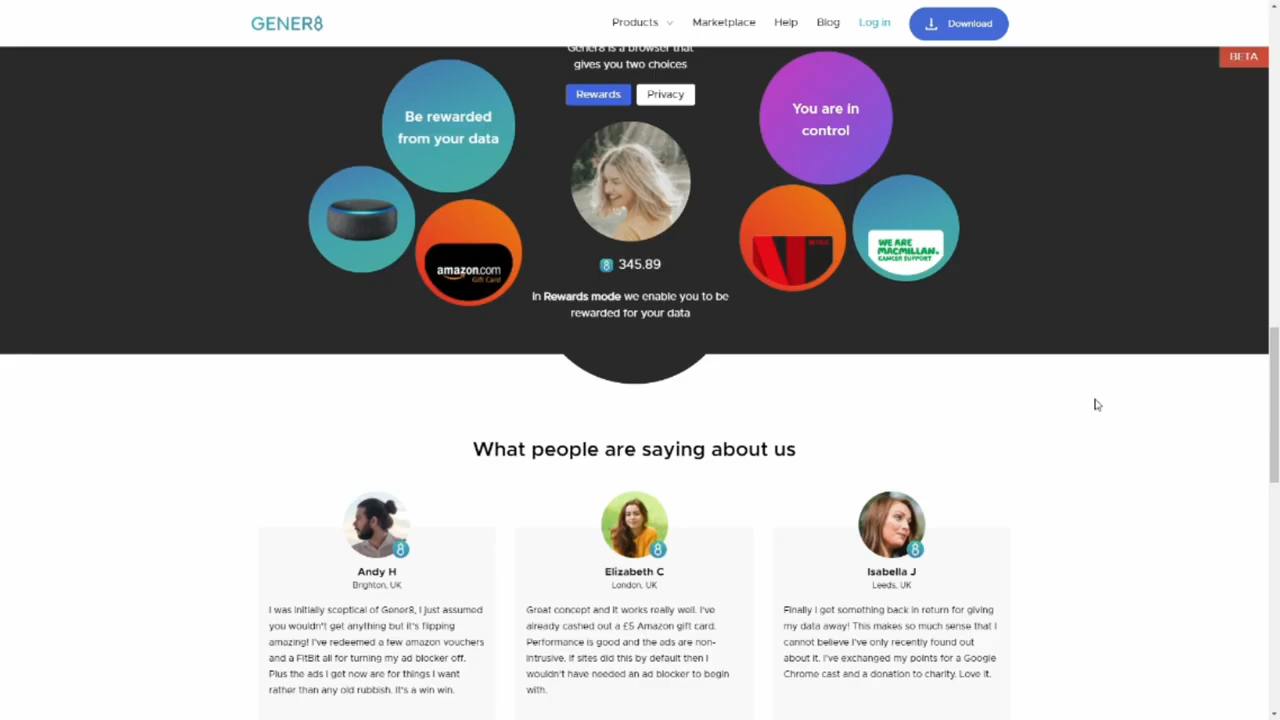 GENER8
Products
Marketplace
Help
Blog
Log in
Download
BETA
Gener8 is a browser that
gives you two choices
Rewards
Privacy
Be rewarded
from your data
You are in
control
amazon.com
Gift Card
NETFLIX
WE ARE
MACMILLAN.
CANCER SUPPORT
8 345.89
In Rewards mode we enable you to be
rewarded for your data
What people are saying about us
8
Andy H
Brighton, UK
I was initially sceptical of Gener8, I just assumed
you wouldn't get anything but it's flipping
amazing! I've redeemed a few amazon vouchers
and a FitBit all for turning my ad blocker off.
Plus the ads I get now are for things I want
rather than any old rubbish. It's a win win.
8
Elizabeth C
London, UK
Great concept and it works really well. I've
already cashed out a £5 Amazon gift card.
Performance is good and the ads are non-
intrusive. If sites did this by default then I
wouldn't have needed an ad blocker to begin
with.
8
Isabella J
Leeds, UK
Finally I get something back in return for giving
my data away! This makes so much sense that I
cannot believe I've only recently found out
about it. I've exchanged my points for a Google
Chrome cast and a donation to charity. Love it.